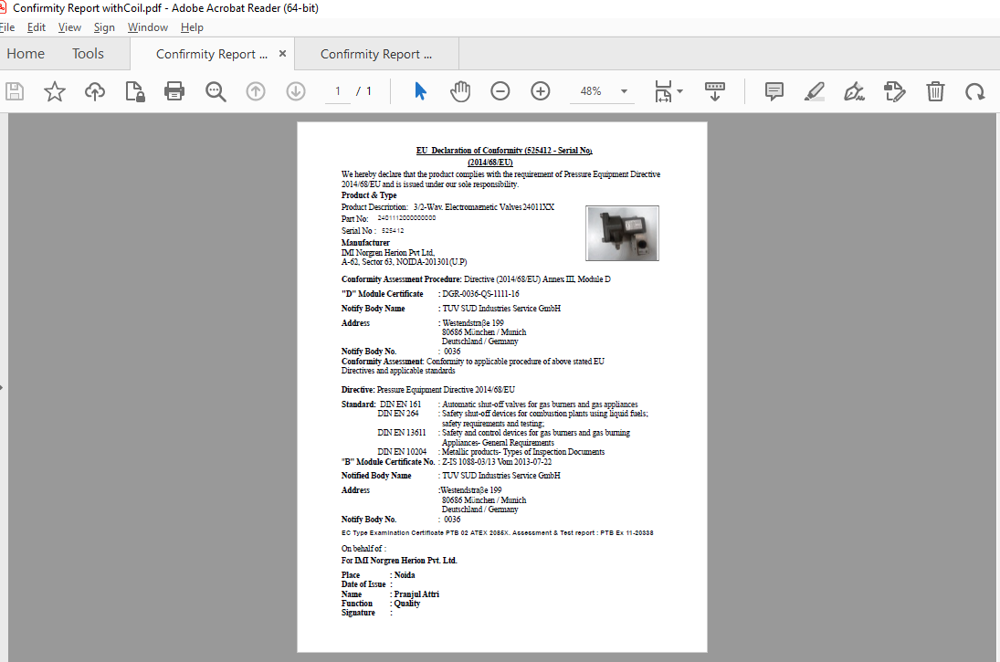 Confirmity Report withCoil.pdf - Adobe Acrobat Reader (64-bit)
File Edit View Sign Window Help
Home Tools Confirmity Report ... × Confirmity Report ...
1 / 1 48%
EU Declaration of Conformity (525412 - Serial No)
(2014/68/EU)
We hereby declare that the product complies with the requirement of Pressure Equipment Directive
2014/68/EU and is issued under our sole responsibility.
Product & Type
Product Description: 3/2-Way, Electromagnetic Valves 24011XX
Part No: 2401112000000000
Serial No : 525412
Manufacturer
IMI Norgren Herion Pvt Ltd,
A-62, Sector 63, NOIDA-201301(U.P)
Conformity Assessment Procedure: Directive (2014/68/EU) Annex III, Module D
"D" Module Certificate : DGR-0036-QS-1111-16
Notify Body Name : TUV SUD Industries Service GmbH
Address : Westendstraße 199
80686 München / Munich
Deutschland / Germany
Notify Body No. : 0036
Conformity Assessment: Conformity to applicable procedure of above stated EU
Directives and applicable standards
Directive: Pressure Equipment Directive 2014/68/EU
Standard: DIN EN 161 : Automatic shut-off valves for gas burners and gas appliances
DIN EN 264 : Safety shut-off devices for combustion plants using liquid fuels;
safety requirements and testing;
DIN EN 13611 : Safety and control devices for gas burners and gas burning
Appliances- General Requirements
DIN EN 10204 : Metallic products- Types of Inspection Documents
"B" Module Certificate No. : Z-IS 1088-03/13 Vom 2013-07-22
Notified Body Name : TUV SUD Industries Service GmbH
Address :Westendstraße 199
80686 München / Munich
Deutschland / Germany
Notify Body No. : 0036
EC Type Examination Certificate PTB 02 ATEX 2085X. Assessment & Test report : PTB Ex 11-20338
On behalf of :
For IMI Norgren Herion Pvt. Ltd.
Place : Noida
Date of Issue :
Name : Pranjul Attri
Function : Quality
Signature :